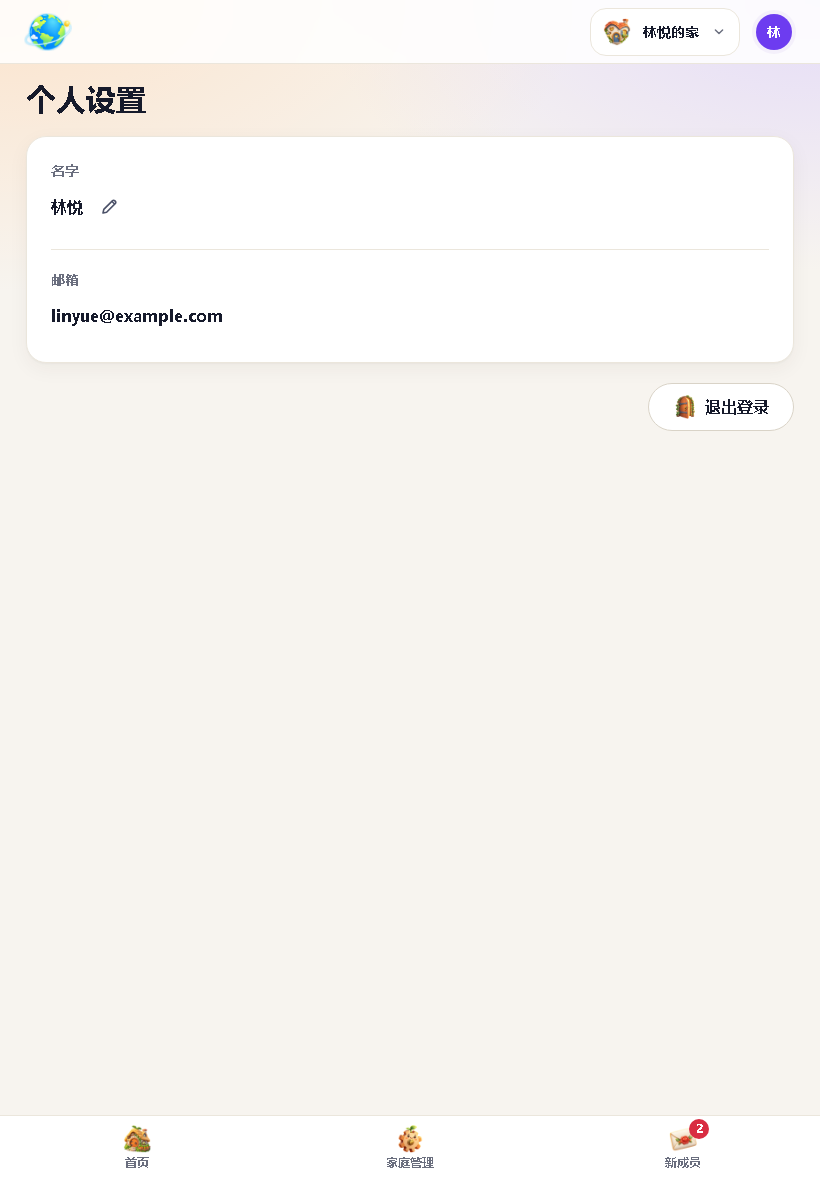 林悦的家
林
个人设置
名字
林悦
邮箱
linyue@example.com
退出登录
首页
家庭管理
2
新成员